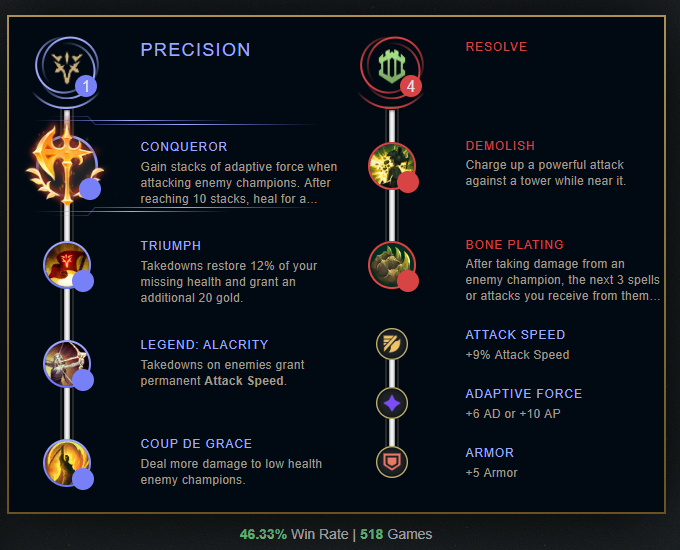 PRECISION
1
CONQUEROR
Gain stacks of adaptive force when
attacking enemy champions. After
reaching 10 stacks, heal for a...
TRIUMPH
Takedowns restore 12% of your
missing health and grant an
additional 20 gold.
LEGEND: ALACRITY
Takedowns on enemies grant
permanent Attack Speed.
COUP DE GRACE
Deal more damage to low health
enemy champions.
RESOLVE
4
DEMOLISH
Charge up a powerful attack
against a tower while near it.
BONE PLATING
After taking damage from an
enemy champion, the next 3 spells
or attacks you receive from them...
ATTACK SPEED
+9% Attack Speed
ADAPTIVE FORCE
+6 AD or +10 AP
ARMOR
+5 Armor
46.33% Win Rate | 518 Games